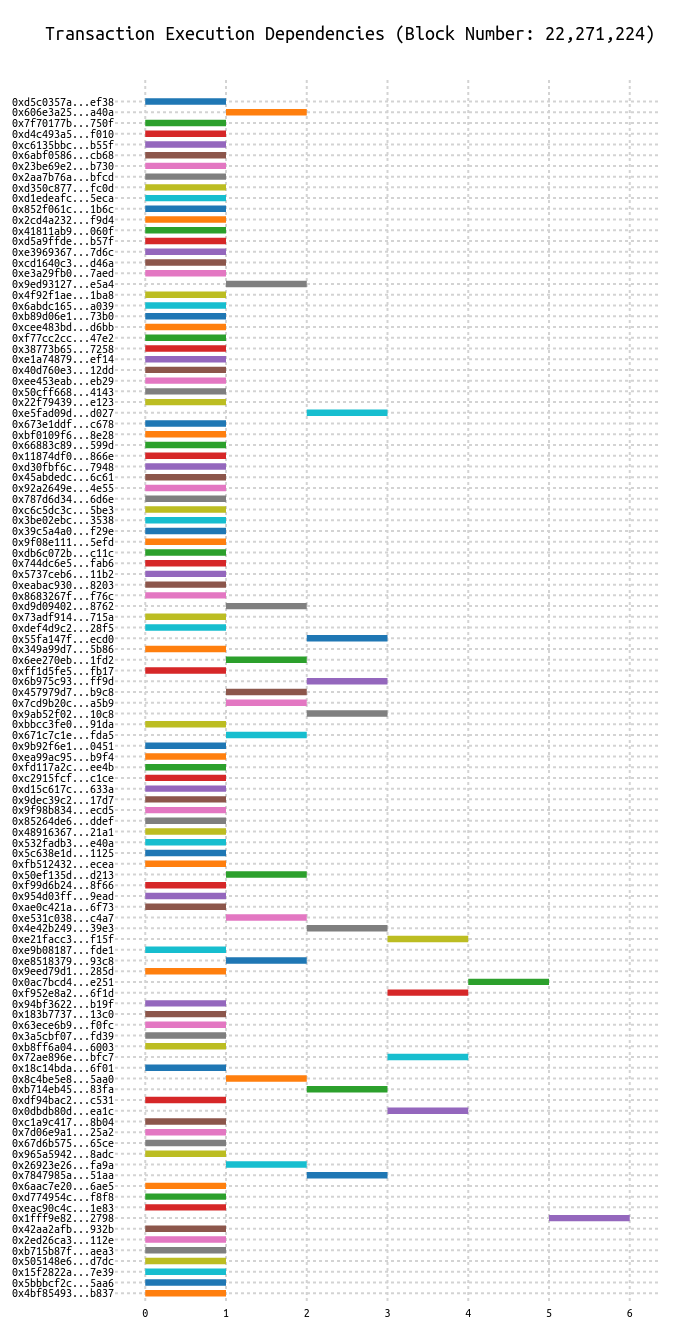 Transaction Execution Dependencies (Block Number: 22,271,224)
0xd5c0357a...ef38
0x606e3a25...a40a
0x7f70177b...750f
0xd4c493a5...f010
0xc6135bbc...b55f
0x6abf0586...cb68
0x23be69e2...b730
0x2aa7b76a...bfcd
0xd350c877...fc0d
0xd1edeafc...5eca
0x852f061c...1b6c
0x2cd4a232...f9d4
0x41811ab9...060f
0xd5a9ffde...b57f
0xe3969367...7d6c
0xcd1640c3...d46a
0xe3a29fb0...7aed
0x9ed93127...e5a4
0x4f92f1ae...1ba8
0x6abdc165...a039
0xb89d06e1...73b0
0xcee483bd...d6bb
0xf77cc2cc...47e2
0x38773b65...7258
0xe1a74879...ef14
0x40d760e3...12dd
0xee453eab...eb29
0x50cff668...4143
0x22f79439...e123
0xe5fad09d...d027
0x673e1ddf...c678
0xbf0109f6...8e28
0x66883c89...599d
0x11874df0...866e
0xd30fbf6c...7948
0x45abdedc...6c61
0x92a2649e...4e55
0x787d6d34...6d6e
0xc6c5dc3c...5be3
0x3be02ebc...3538
0x39c5a4a0...f29e
0x9f08e111...5efd
0xdb6c072b...c11c
0x744dc6e5...fab6
0x5737ceb6...11b2
0xeabac930...8203
0x8683267f...f76c
0xd9d09402...8762
0x73adf914...715a
0xdef4d9c2...28f5
0x55fa147f...ecd0
0x349a99d7...5b86
0x6ee270eb...1fd2
0xff1d5fe5...fb17
0x6b975c93...ff9d
0x457979d7...b9c8
0x7cd9b20c...a5b9
0x9ab52f02...10c8
0xbbcc3fe0...91da
0x671c7c1e...fda5
0x9b92f6e1...0451
0xea99ac95...b9f4
0xfd117a2c...ee4b
0xc2915fcf...c1ce
0xd15c617c...633a
0x9dec39c2...17d7
0x9f98b834...ecd5
0x85264de6...ddef
0x48916367...21a1
0x532fadb3...e40a
0x5c638e1d...1125
0xfb512432...ecea
0x50ef135d...d213
0xf99d6b24...8f66
0x954d03ff...9ead
0xae0c421a...6f73
0xe531c038...c4a7
0x4e42b249...39e3
0xe21facc3...f15f
0xe9b08187...fde1
0xe8518379...93c8
0x9eed79d1...285d
0x0ac7bcd4...e251
0xf952e8a2...6f1d
0x94bf3622...b19f
0x183b7737...13c0
0x63ece6b9...f0fc
0x3a5cbf07...fd39
0xb8ff6a04...6003
0x72ae896e...bfc7
0x18c14bda...6f01
0x8c4be5e8...5aa0
0xb714eb45...83fa
0xdf94bac2...c531
0x0dbdb80d...ea1c
0xc1a9c417...8b04
0x7d06e9a1...25a2
0x67d6b575...65ce
0x965a5942...8adc
0x26923e26...fa9a
0x7847985a...51aa
0x6aac7e20...6ae5
0xd774954c...f8f8
0xeac90c4c...1e83
0x1fff9e82...2798
0x42aa2afb...932b
0x2ed26ca3...112e
0xb715b87f...aea3
0x505148e6...d7dc
0x15f2822a...7e39
0x5bbbcf2c...5aa6
0x4bf85493...b837
0 1 2 3 4 5 6